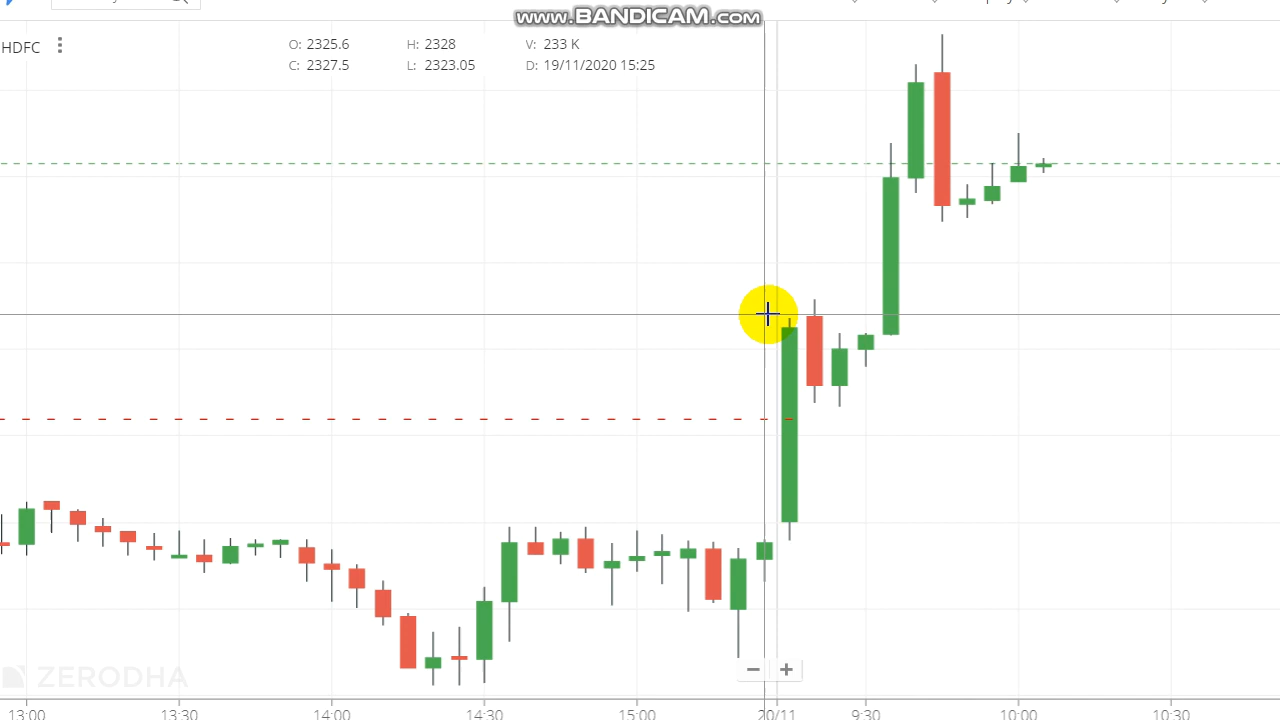 www.BANDICAM.com
HDFC
O: 2325.6 H: 2328 V: 233 K
C: 2327.5 L: 2323.05 D: 19/11/2020 15:25
ZERODHA
13:00 13:30 14:00 14:30 15:00 20/11 9:30 10:00 10:30